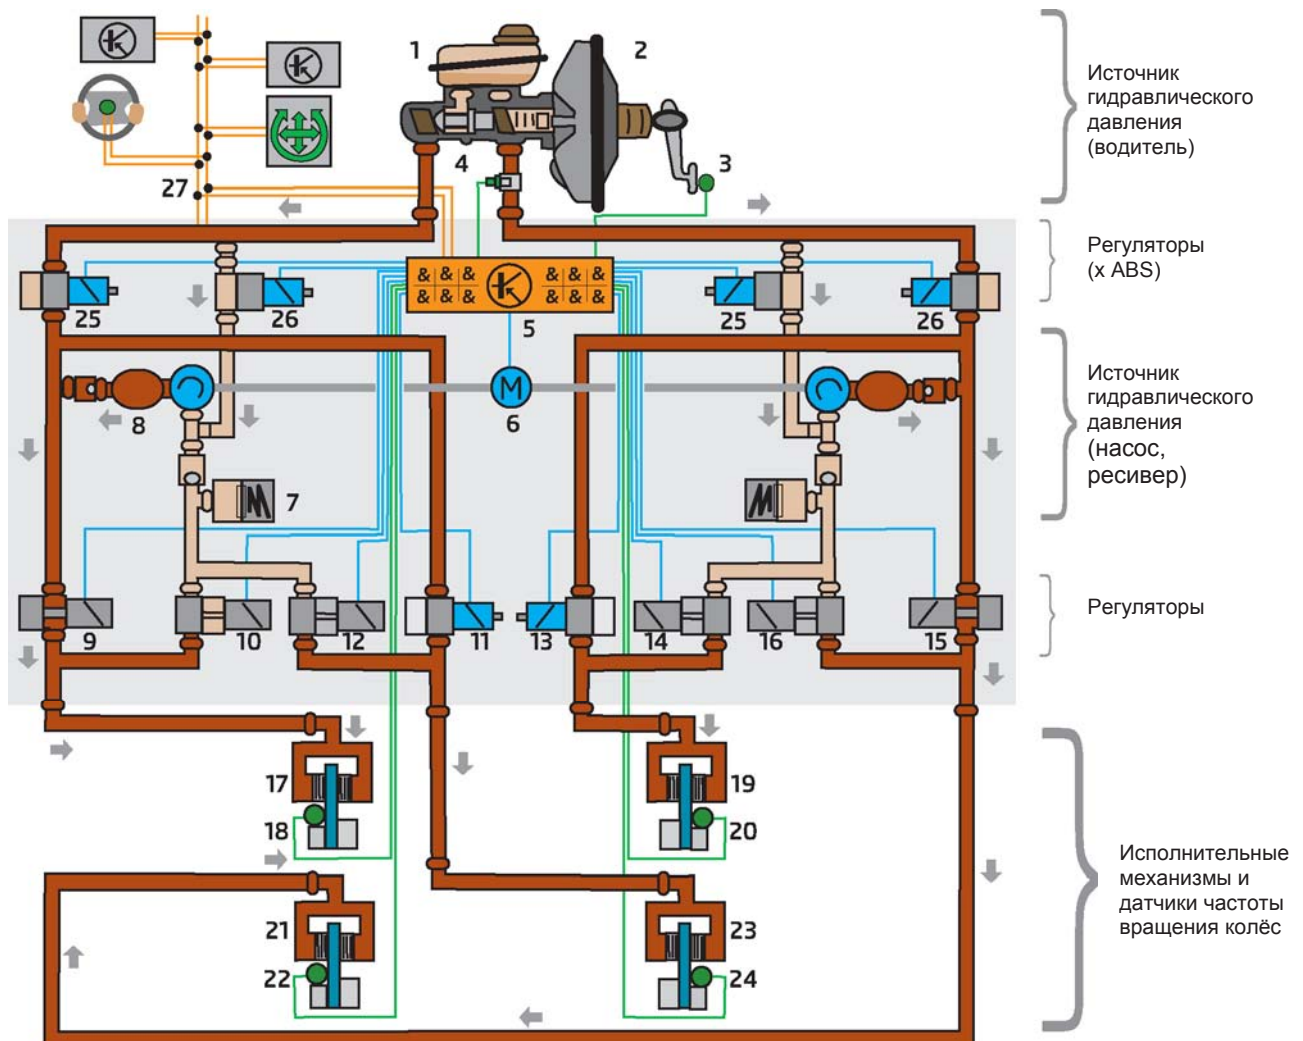 1
2
Источник
гидравлического
давления
(водитель)
4
3
27
Регуляторы
(х ABS)
& & & & & &
& & & & & &
25
26
5
25
26
Источник
гидравлического
давления
(насос,
ресивер)
M
8
6
7
Регуляторы
9
10
12
11
13
14
16
15
17
19
18
20
Исполнительные
механизмы и
датчики частоты
вращения колёс
21
23
22
24